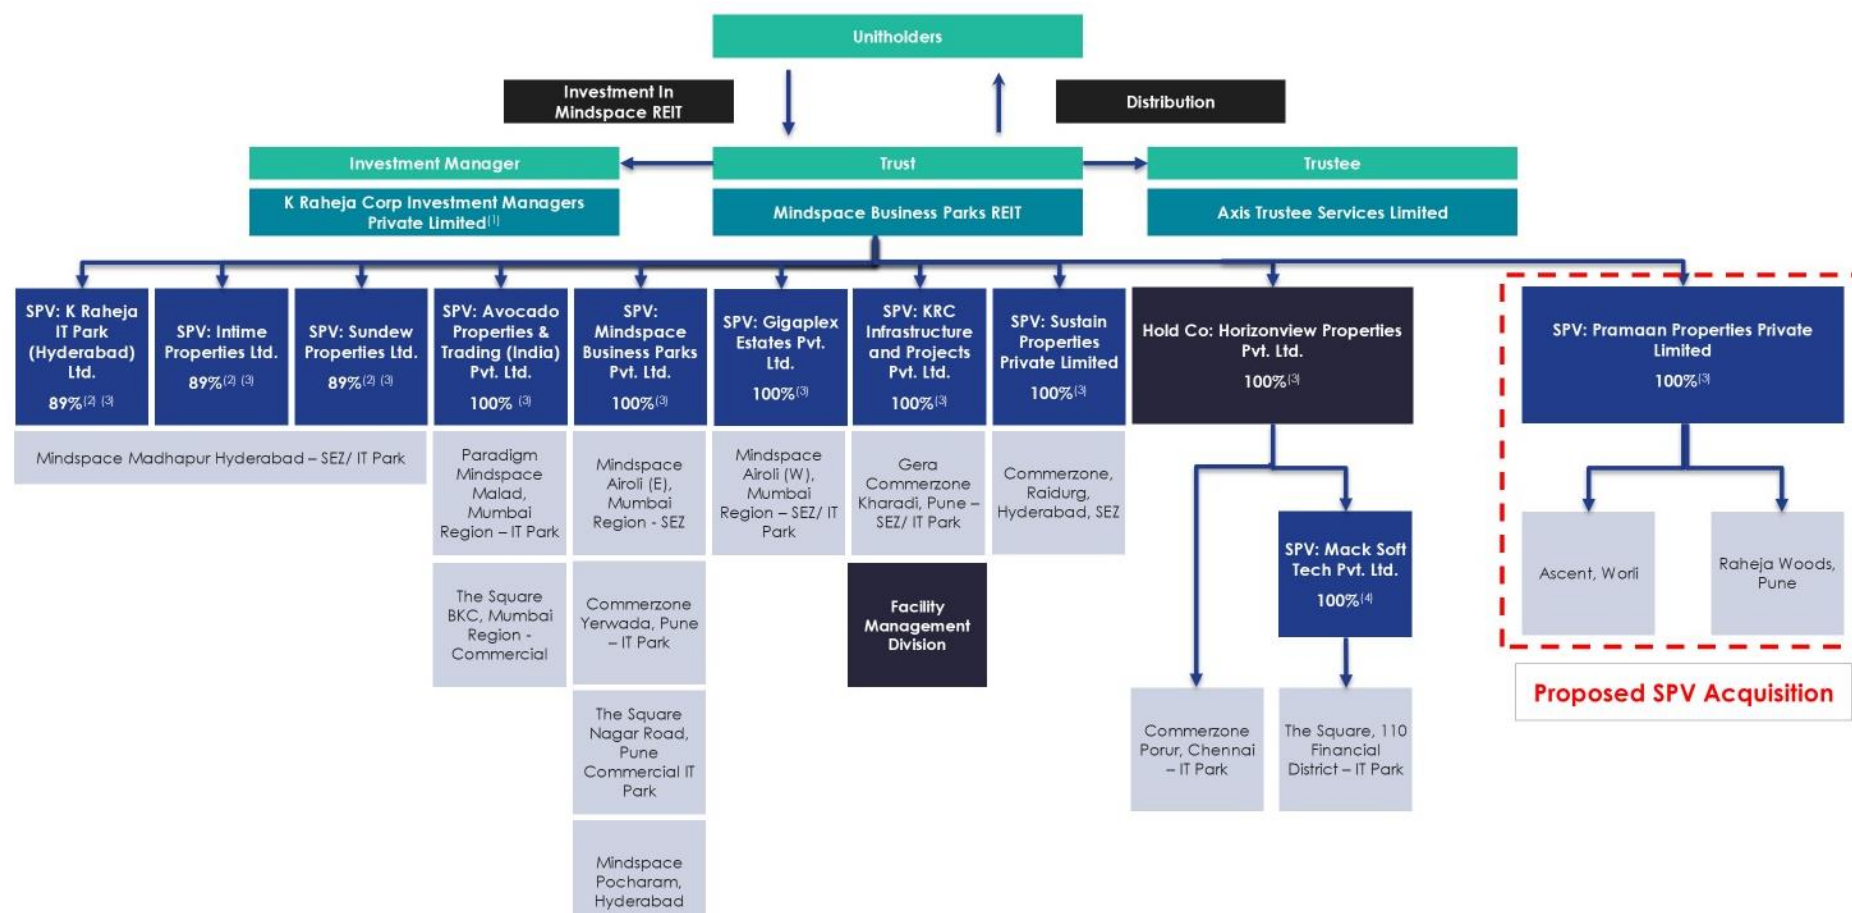 Unitholders
Investment In
Mindspace REIT
Distribution
Investment Manager
Trust
Trustee
K Raheja Corp Investment Managers
Private Limited(1)
Mindspace Business Parks REIT
Axis Trustee Services Limited
SPV: K Raheja
IT Park
(Hyderabad)
Ltd.
89%(2) (3)
SPV: Intime
Properties Ltd.
89%(2) (3)
SPV: Sundew
Properties Ltd.
89%(2) (3)
SPV: Avocado
Properties &
Trading (India)
Pvt. Ltd.
100% (3)
SPV:
Mindspace
Business Parks
Pvt. Ltd.
100%(3)
SPV: Gigaplex
Estates Pvt.
Ltd.
100%(3)
SPV: KRC
Infrastructure
and Projects
Pvt. Ltd.
100%(3)
SPV: Sustain
Properties
Private Limited
100%(3)
Hold Co: Horizonview Properties
Pvt. Ltd.
100%(3)
SPV: Pramaan Properties Private
Limited
100%(3)
Mindspace Madhapur Hyderabad – SEZ/ IT Park
Paradigm
Mindspace
Malad,
Mumbai
Region – IT Park
Mindspace
Airoli (E),
Mumbai
Region - SEZ
Mindspace
Airoli (W),
Mumbai
Region – SEZ/ IT
Park
Gera
Commerzone
Kharadi, Pune –
SEZ/ IT Park
Commerzone,
Raidurg,
Hyderabad, SEZ
SPV: Mack Soft
Tech Pvt. Ltd.
100%(4)
Ascent, Worli
Raheja Woods,
Pune
The Square
BKC, Mumbai
Region -
Commercial
Commerzone
Yerwada, Pune
– IT Park
Facility
Management
Division
Proposed SPV Acquisition
The Square
Nagar Road,
Pune
Commercial IT
Park
Commerzone
Porur, Chennai
– IT Park
The Square, 110
Financial
District – IT Park
Mindspace
Pocharam,
Hyderabad